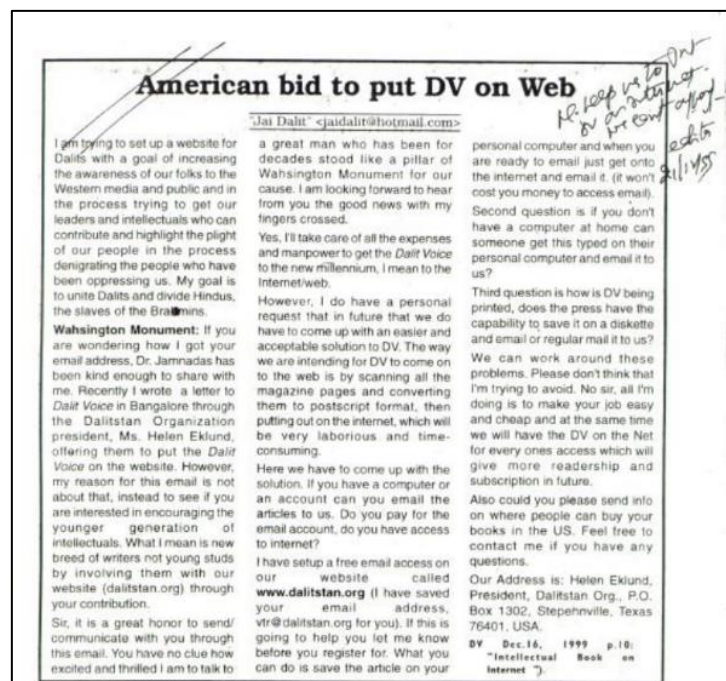 American bid to put DV on Web
"Jai Dalit" <jaidalit@hotmail.com>
I am trying to set up a website for
Dalits with a goal of increasing
the awareness of our folks to the
Western media and public and in
the process trying to get our
leaders and intellectuals who can
contribute and highlight the plight
of our people in the process
denigrating the people who have
been oppressing us. My goal is
to unite Dalits and divide Hindus,
the slaves of the Brahmins.
Wahsington Monument: If you
are wondering how I got your
email address, Dr. Jamnadas has
been kind enough to share with
me. Recently I wrote a letter to
Dalit Voice in Bangalore through
the Dalitstan Organization
president, Ms. Helen Eklund,
offering them to put the Dalit
Voice on the website. However,
my reason for this email is not
about that, instead to see if you
are interested in encouraging the
younger generation of
intellectuals. What I mean is new
breed of writers not young studs
by involving them with our
website (dalitstan.org) through
your contribution.
Sir, it is a great honor to send/
communicate with you through
this email. You have no clue how
excited and thrilled I am to talk to
a great man who has been for
decades stood like a pillar of
Wahsington Monument for our
cause. I am looking forward to hear
from you the good news with my
fingers crossed.
Yes, I'll take care of all the expenses
and manpower to get the Dalit Voice
to the new millennium, I mean to the
Internet/web.
However, I do have a personal
request that in future that we do
have to come up with an easier and
acceptable solution to DV. The way
we are intending for DV to come on
to the web is by scanning all the
magazine pages and converting
them to postscript format, then
putting out on the internet, which will
be very laborious and time-
consuming.
Here we have to come up with the
solution. If you have a computer or
an account can you email the
articles to us. Do you pay for the
email account, do you have access
to internet?
I have setup a free email access on
our website called
www.dalitstan.org (I have saved
your email address,
vtr@dalitstan.org for you). If this is
going to help you let me know
before you register for. What you
can do is save the article on your
personal computer and when you
are ready to email just get onto
the internet and email it. (it won't
cost you money to access email).
Second question is if you don't
have a computer at home can
someone get this typed on their
personal computer and email it to
us?
Third question is how is DV being
printed, does the press have the
capability to save it on a diskette
and email or regular mail it to us?
We can work around these
problems. Please don't think that
I'm trying to avoid. No sir, all I'm
doing is to make your job easy
and cheap and at the same time
we will have the DV on the Net
for every ones access which will
give more readership and
subscription in future.
Also could you please send info
on where people can buy your
books in the US. Feel free to
contact me if you have any
questions.
Our Address is: Helen Eklund,
President, Dalitstan Org., P.O.
Box 1302, Stepehnville, Texas
76401, USA.
DV Dec.16, 1999 p.10:
"Intellectual Book on
Internet").
help us to put
DV on internet.
we can't afford